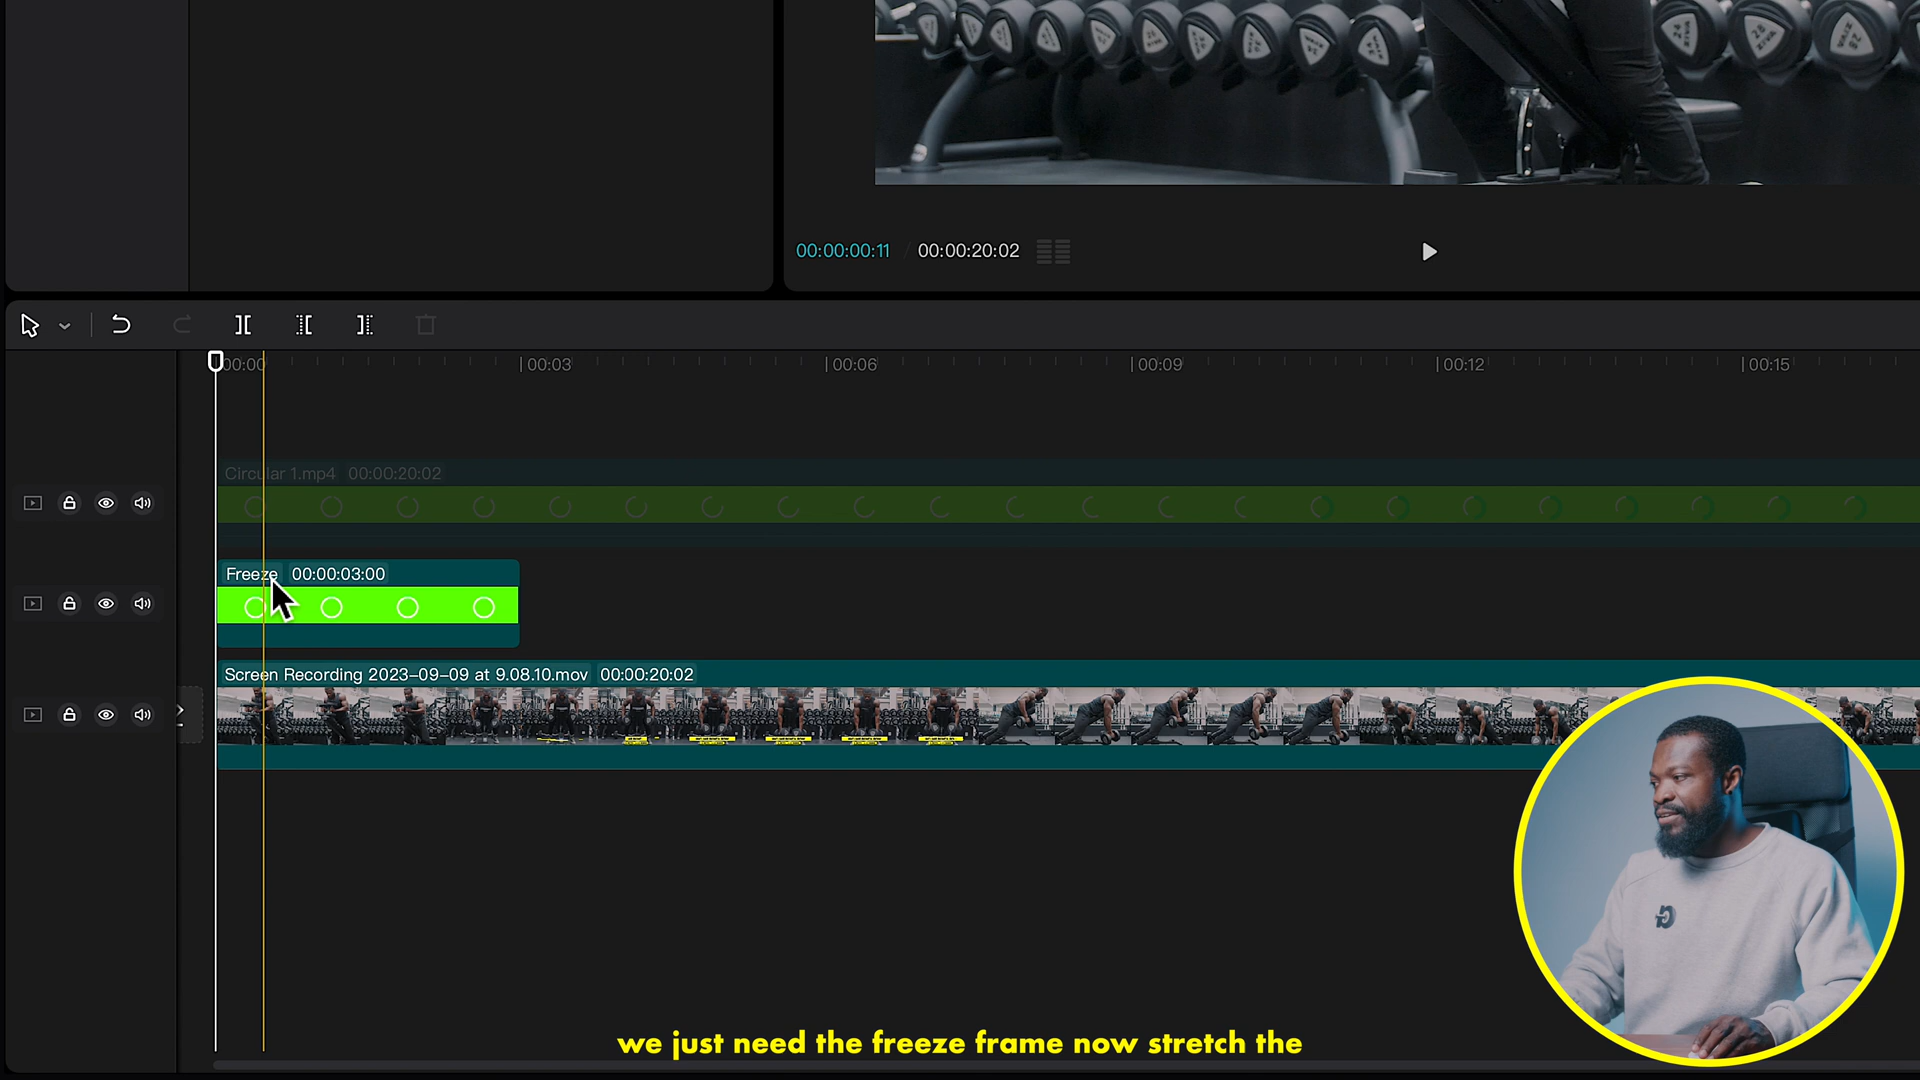 00:00:00:11 / 00:00:20:02
00:00 00:03 00:06 00:09 00:12 00:15
Circular 1.mp4 00:00:20:02
Freeze 00:00:03:00
Screen Recording 2023-09-09 at 9.08.10.mov 00:00:20:02
we just need the freeze frame now stretch the